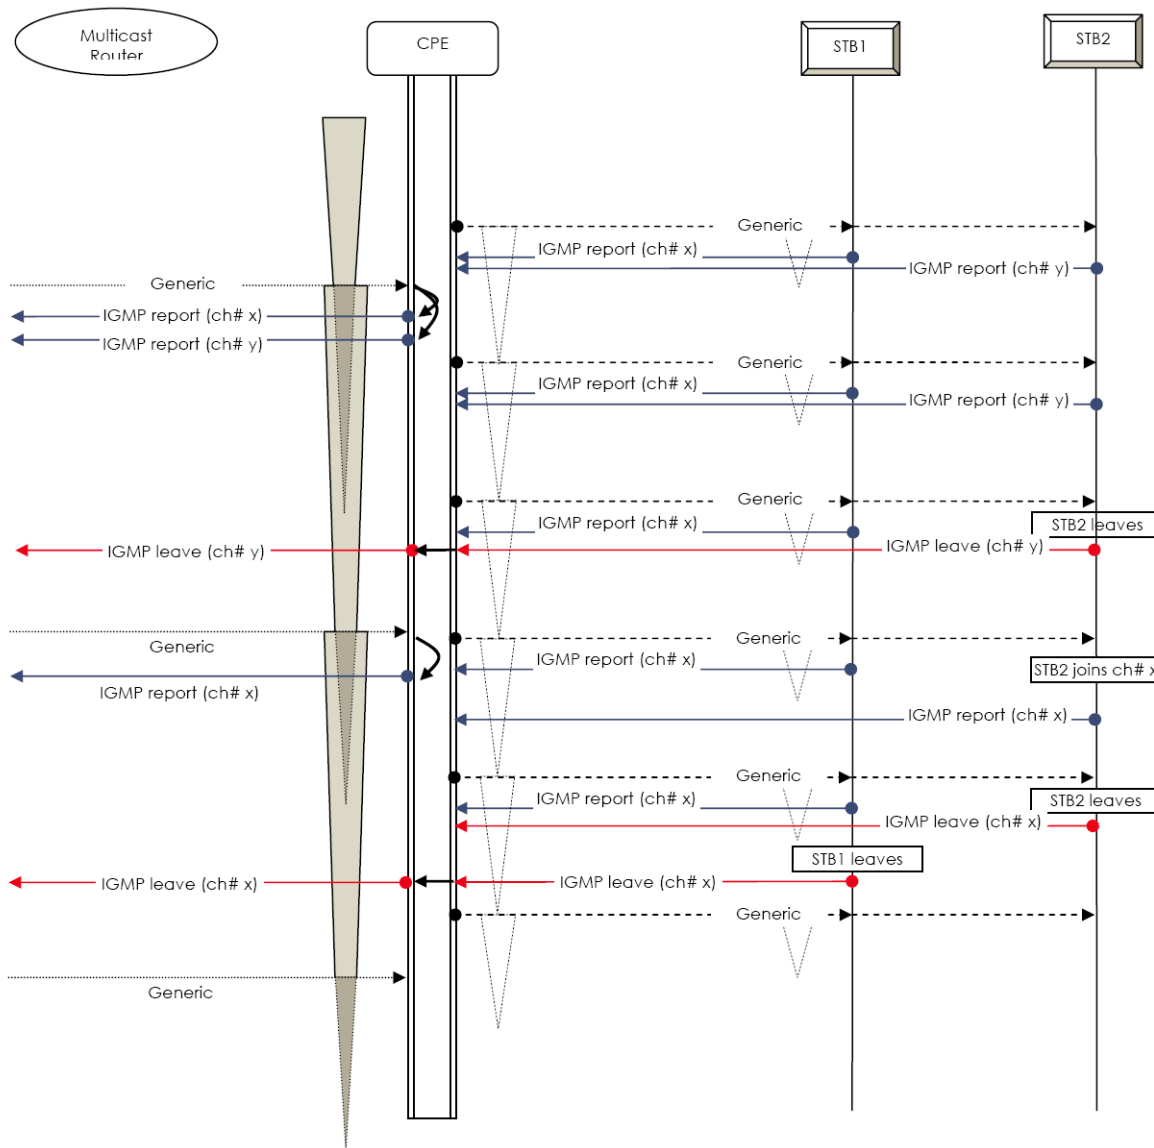 Multicast
Router
CPE
STB1
STB2
Generic
IGMP report (ch# x)
IGMP report (ch# y)
Generic
IGMP report (ch# x)
IGMP report (ch# y)
Generic
IGMP report (ch# x)
IGMP report (ch# y)
Generic
IGMP report (ch# x)
STB2 leaves
IGMP leave (ch# y)
IGMP leave (ch# y)
Generic
Generic
IGMP report (ch# x)
STB2 joins ch# x
IGMP report (ch# x)
IGMP report (ch# x)
Generic
IGMP report (ch# x)
STB2 leaves
IGMP leave (ch# x)
STB1 leaves
IGMP leave (ch# x)
IGMP leave (ch# x)
Generic
Generic